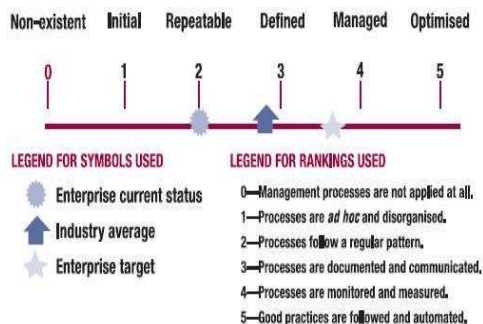 Non-existent Initial Repeatable Defined Managed Optimised
0 1 2 3 4 5
LEGEND FOR SYMBOLS USED
Enterprise current status
Industry average
Enterprise target
LEGEND FOR RANKINGS USED
0—Management processes are not applied at all.
1—Processes are ad hoc and disorganised.
2—Processes follow a regular pattern.
3—Processes are documented and communicated.
4—Processes are monitored and measured.
5—Good practices are followed and automated.